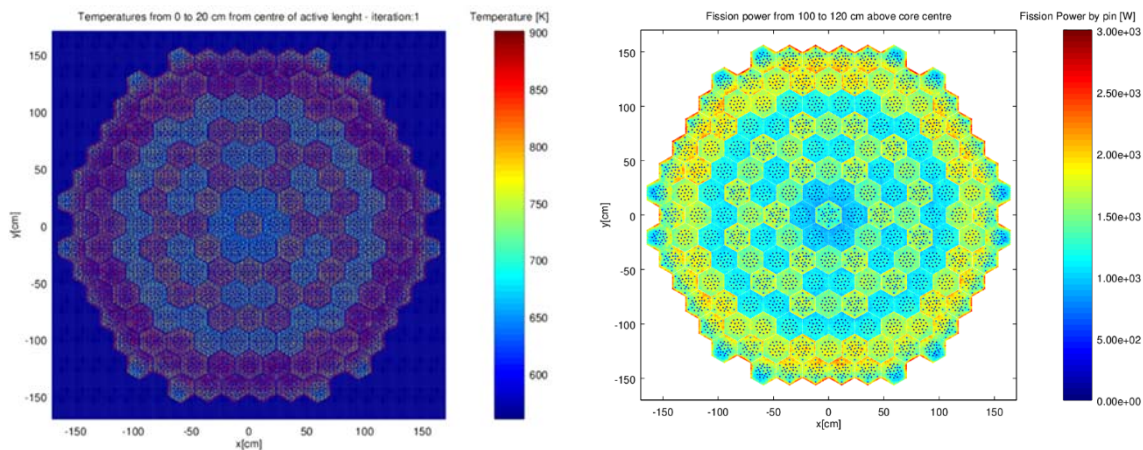 Temperatures from 0 to 20 cm from centre of active lenght - iteration:1
Temperature [K]
900
850
800
750
700
650
600
150
100
50
0
-50
-100
-150
y[cm]
-150
-100
-50
0
50
100
150
x[cm]
Fission power from 100 to 120 cm above core centre
Fission Power by pin [W]
3.00e+03
2.50e+03
2.00e+03
1.50e+03
1.00e+03
5.00e+02
0.00e+00
150
100
50
0
-50
-100
-150
y[cm]
-150
-100
-50
0
50
100
150
x[cm]